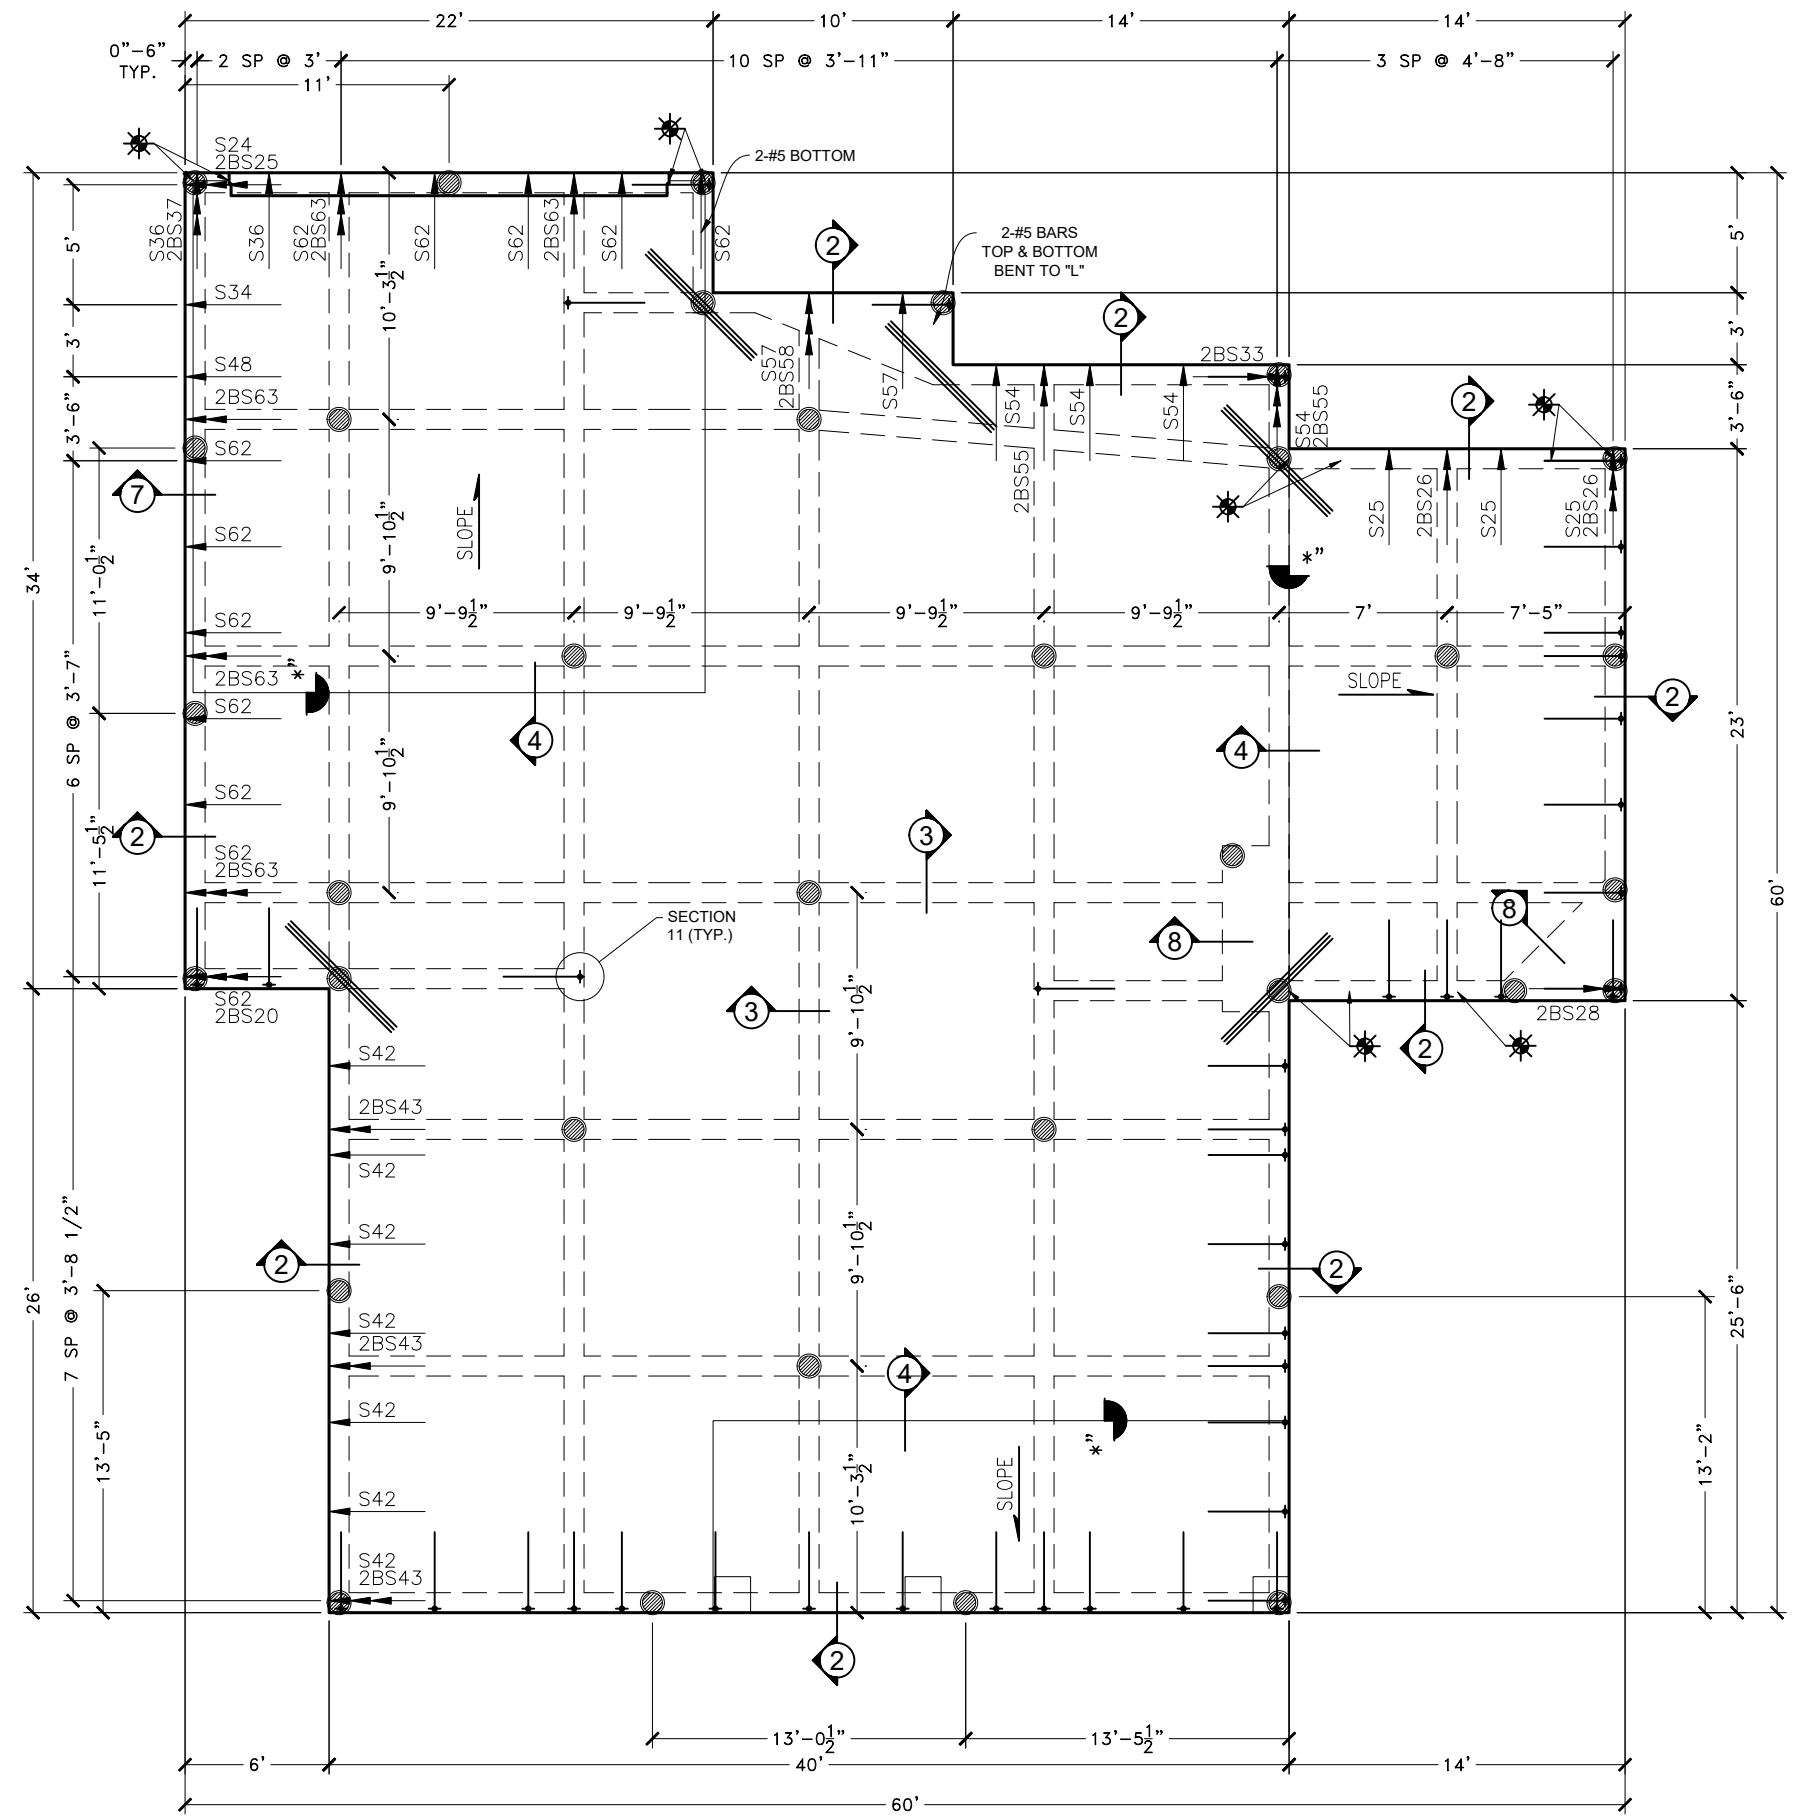 22'
10'
14'
14'
0"-6"
TYP.
2 SP @ 3'
10 SP @ 3'-11"
3 SP @ 4'-8"
11'
S24
2BS25
2-#5 BOTTOM
S36
2BS37
S36
S62
2BS63
S62
S62
2BS63
S62
S62
2
2-#5 BARS
TOP & BOTTOM
BENT TO "L"
5'
5'
S34
10'-3½"
2
3'
3'
S48
S57
2BS58
S57
2BS33
2BS63
S54
S54
S54
S54
2BS55
2
3'-6"
3'-6"
S62
7
SLOPE
2BS55
S25
2BS26
S25
S25
2BS26
S62
9'-10½"
11'-0½"
34'
*"
9'-9½"
9'-9½"
9'-9½"
9'-9½"
7'
7'-5"
S62
2BS63
*"
S62
SLOPE
2
4
4
23'
6 SP @ 3'-7"
9'-10½"
S62
2
3
S62
2BS63
11'-5½"
60'
SECTION
11 (TYP.)
8
8
S62
2BS20
3
9'-10½"
2BS28
2
S42
2BS43
S42
S42
2
9'-10½"
2
26'
7 SP @ 3'-8 1/2"
25'-6"
S42
2BS43
4
S42
*"
13'-5"
13'-2"
10'-3½"
SLOPE
S42
S42
2BS43
2
13'-0½"
13'-5½"
6'
40'
14'
60'